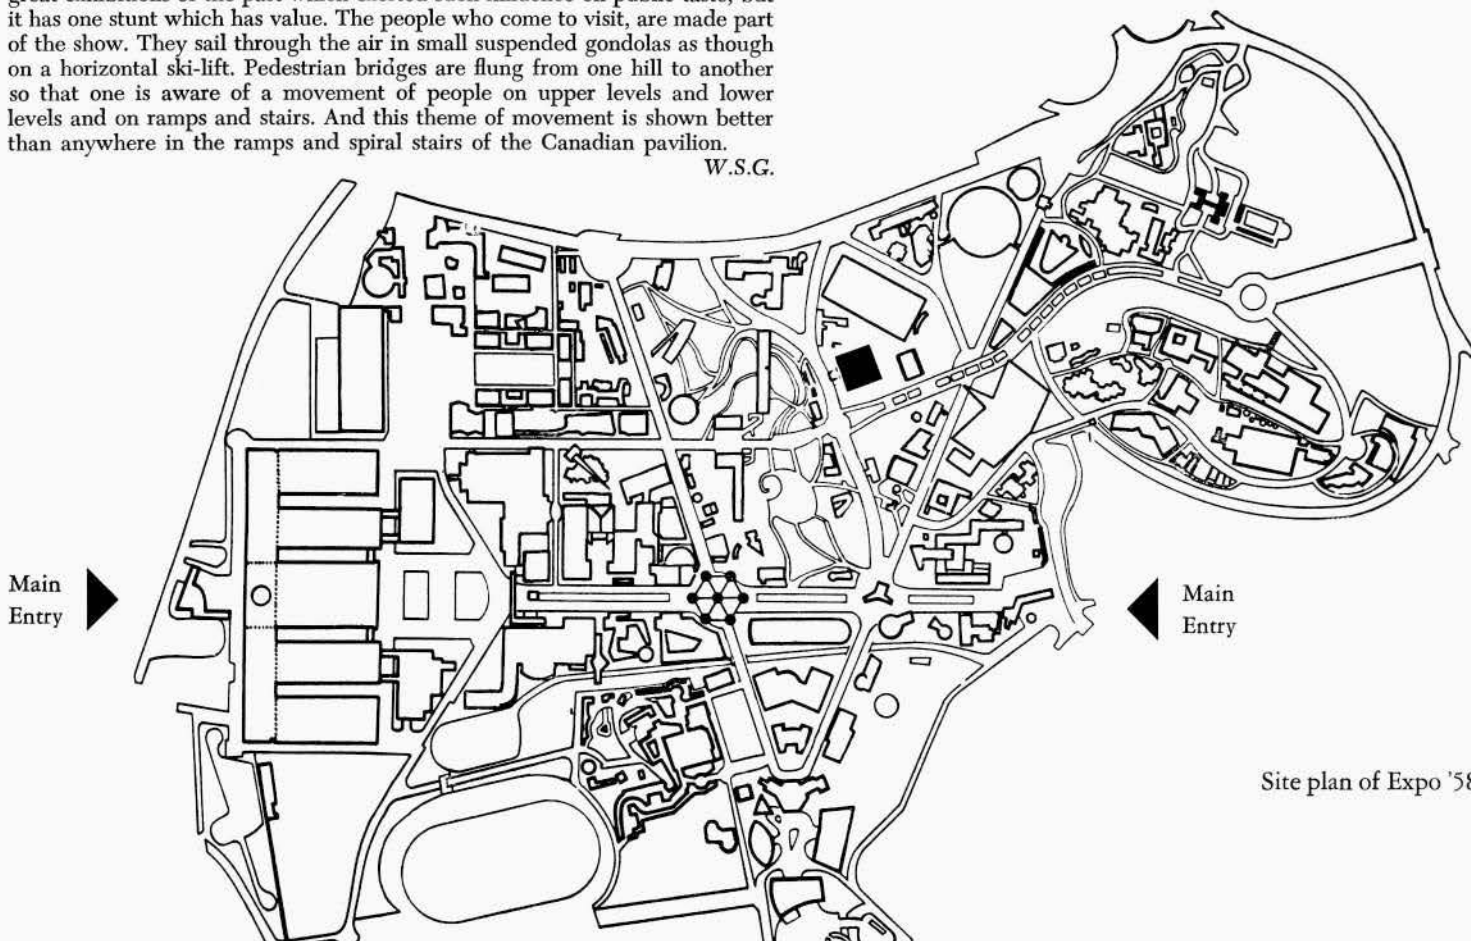 it has one stunt which has value. The people who come to visit, are made part
of the show. They sail through the air in small suspended gondolas as though
on a horizontal ski-lift. Pedestrian bridges are flung from one hill to another
so that one is aware of a movement of people on upper levels and lower
levels and on ramps and stairs. And this theme of movement is shown better
than anywhere in the ramps and spiral stairs of the Canadian pavilion.
W.S.G.
Main
Entry
Main
Entry
Site plan of Expo '58